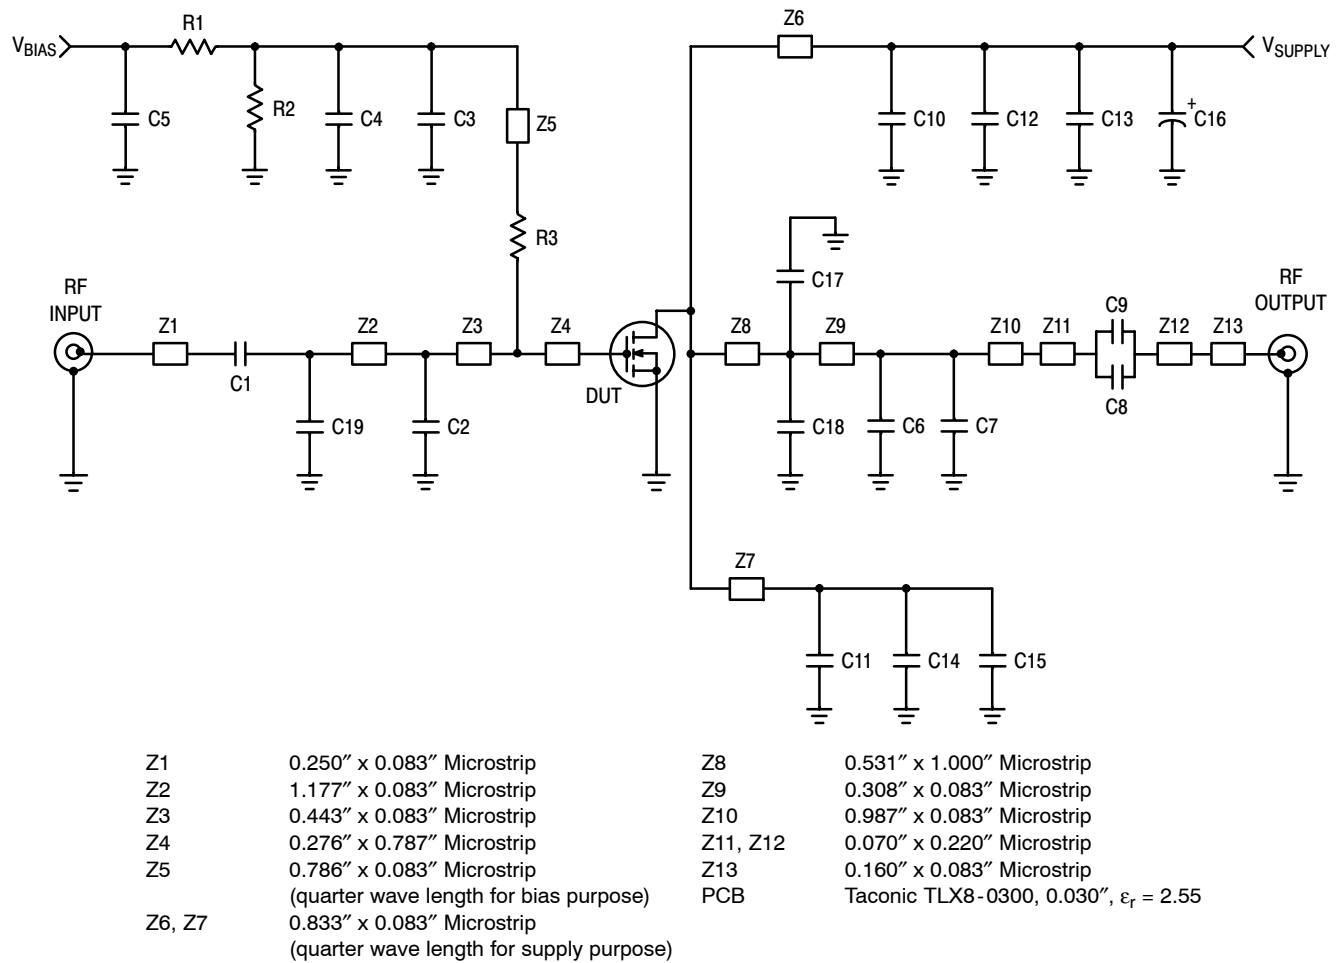 Z6
R1
V_BIAS
V_SUPPLY
C5
R2
C4
C3
Z5
C10
C12
C13
+
C16
R3
C17
RF
INPUT
RF
OUTPUT
Z1
Z2
Z3
Z4
Z8
Z9
Z10
Z11
C9
Z12
Z13
C1
DUT
C8
C19
C2
C18
C6
C7
Z7
C11
C14
C15
Z1 0.250″ x 0.083″ Microstrip
Z2 1.177″ x 0.083″ Microstrip
Z3 0.443″ x 0.083″ Microstrip
Z4 0.276″ x 0.787″ Microstrip
Z5 0.786″ x 0.083″ Microstrip
(quarter wave length for bias purpose)
Z6, Z7 0.833″ x 0.083″ Microstrip
(quarter wave length for supply purpose)
Z8 0.531″ x 1.000″ Microstrip
Z9 0.308″ x 0.083″ Microstrip
Z10 0.987″ x 0.083″ Microstrip
Z11, Z12 0.070″ x 0.220″ Microstrip
Z13 0.160″ x 0.083″ Microstrip
PCB Taconic TLX8-0300, 0.030″, εr = 2.55